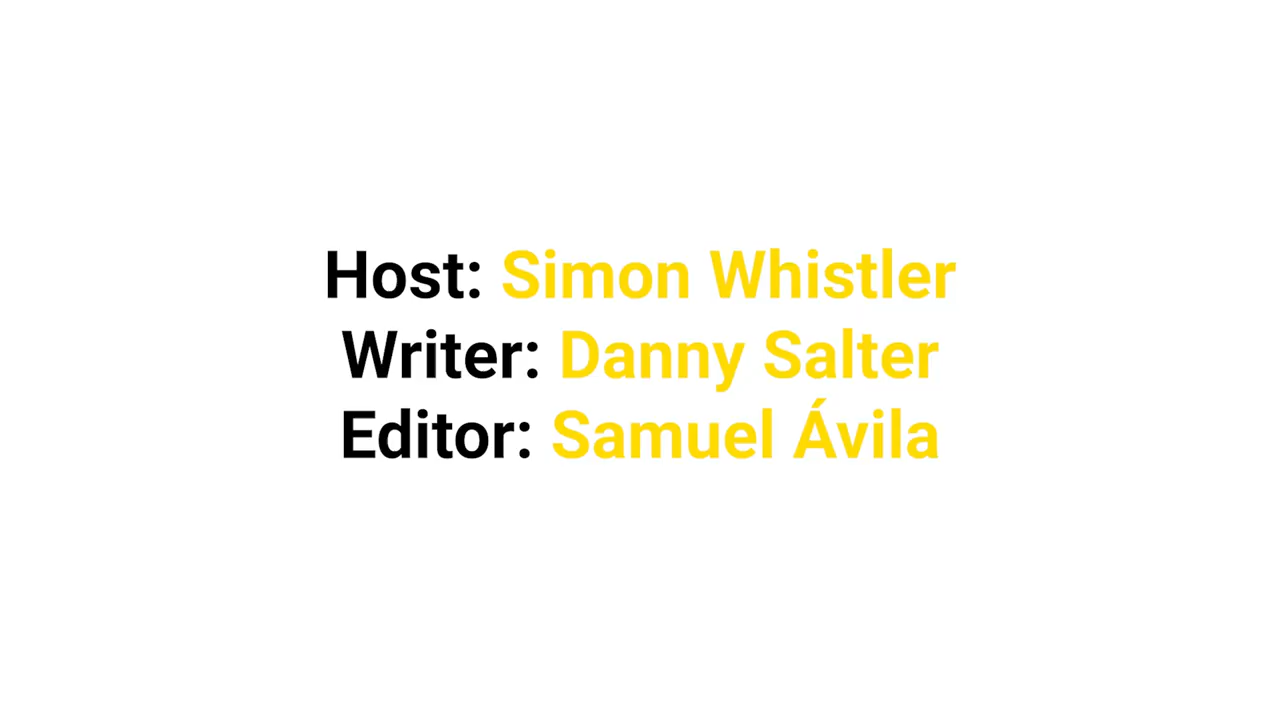 Host: Simon Whistler
Writer: Danny Salter
Editor: Samuel Ávila